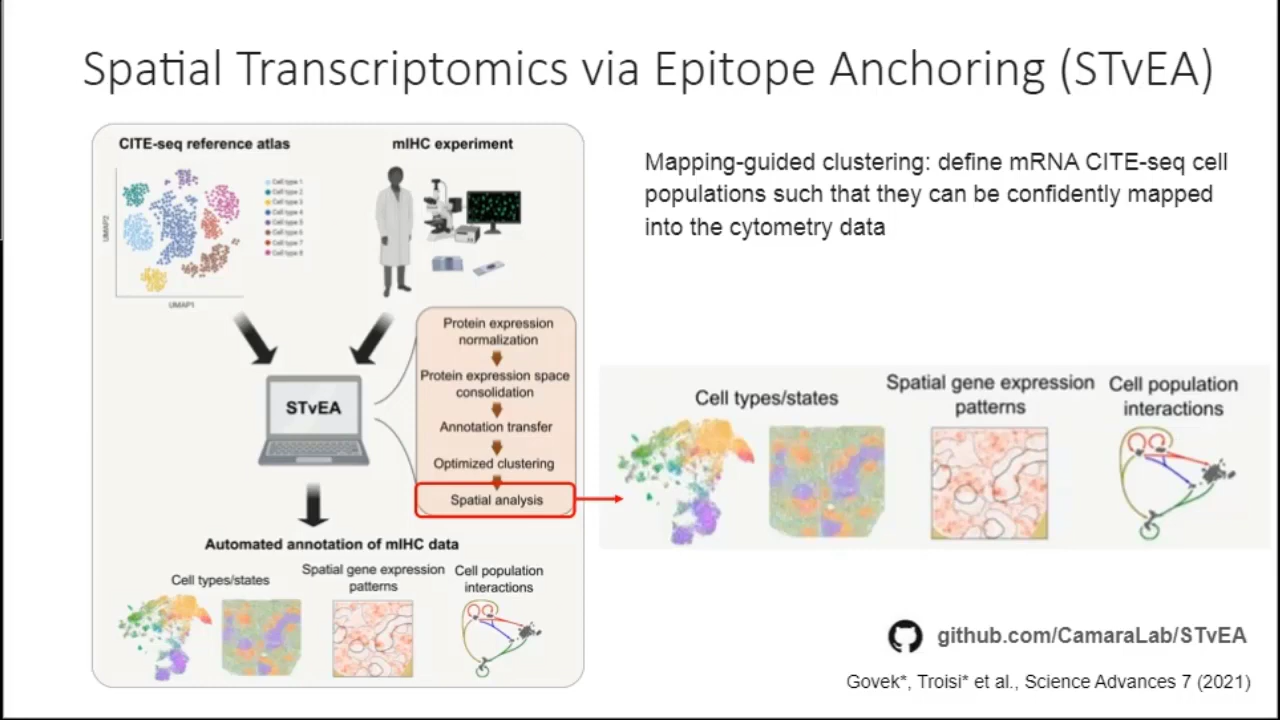 Spatial Transcriptomics via Epitope Anchoring (STvEA)
CITE-seq reference atlas
mIHC experiment
UMAP2
UMAP1
Cell type 1
Cell type 2
Cell type 3
Cell type 4
Cell type 5
Cell type 6
Cell type 7
Cell type 8
STvEA
Protein expression
normalization
Protein expression space
consolidation
Annotation transfer
Optimized clustering
Spatial analysis
Automated annotation of mIHC data
Cell types/states
Spatial gene expression
patterns
Cell population
interactions
Mapping-guided clustering: define mRNA CITE-seq cell
populations such that they can be confidently mapped
into the cytometry data
Cell types/states
Spatial gene expression
patterns
Cell population
interactions
github.com/CamaraLab/STvEA
Govek*, Troisi* et al., Science Advances 7 (2021)